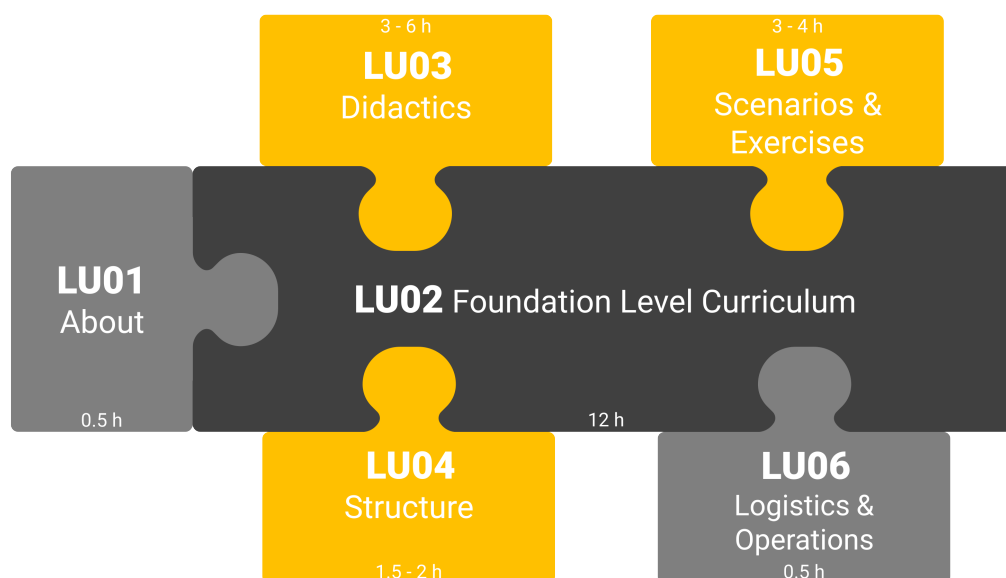 3 - 6 h
LU03
Didactics
3 - 4 h
LU05
Scenarios &
Exercises
LU01
About
0.5 h
LU02 Foundation Level Curriculum
12 h
LU04
Structure
1.5 - 2 h
LU06
Logistics &
Operations
0.5 h